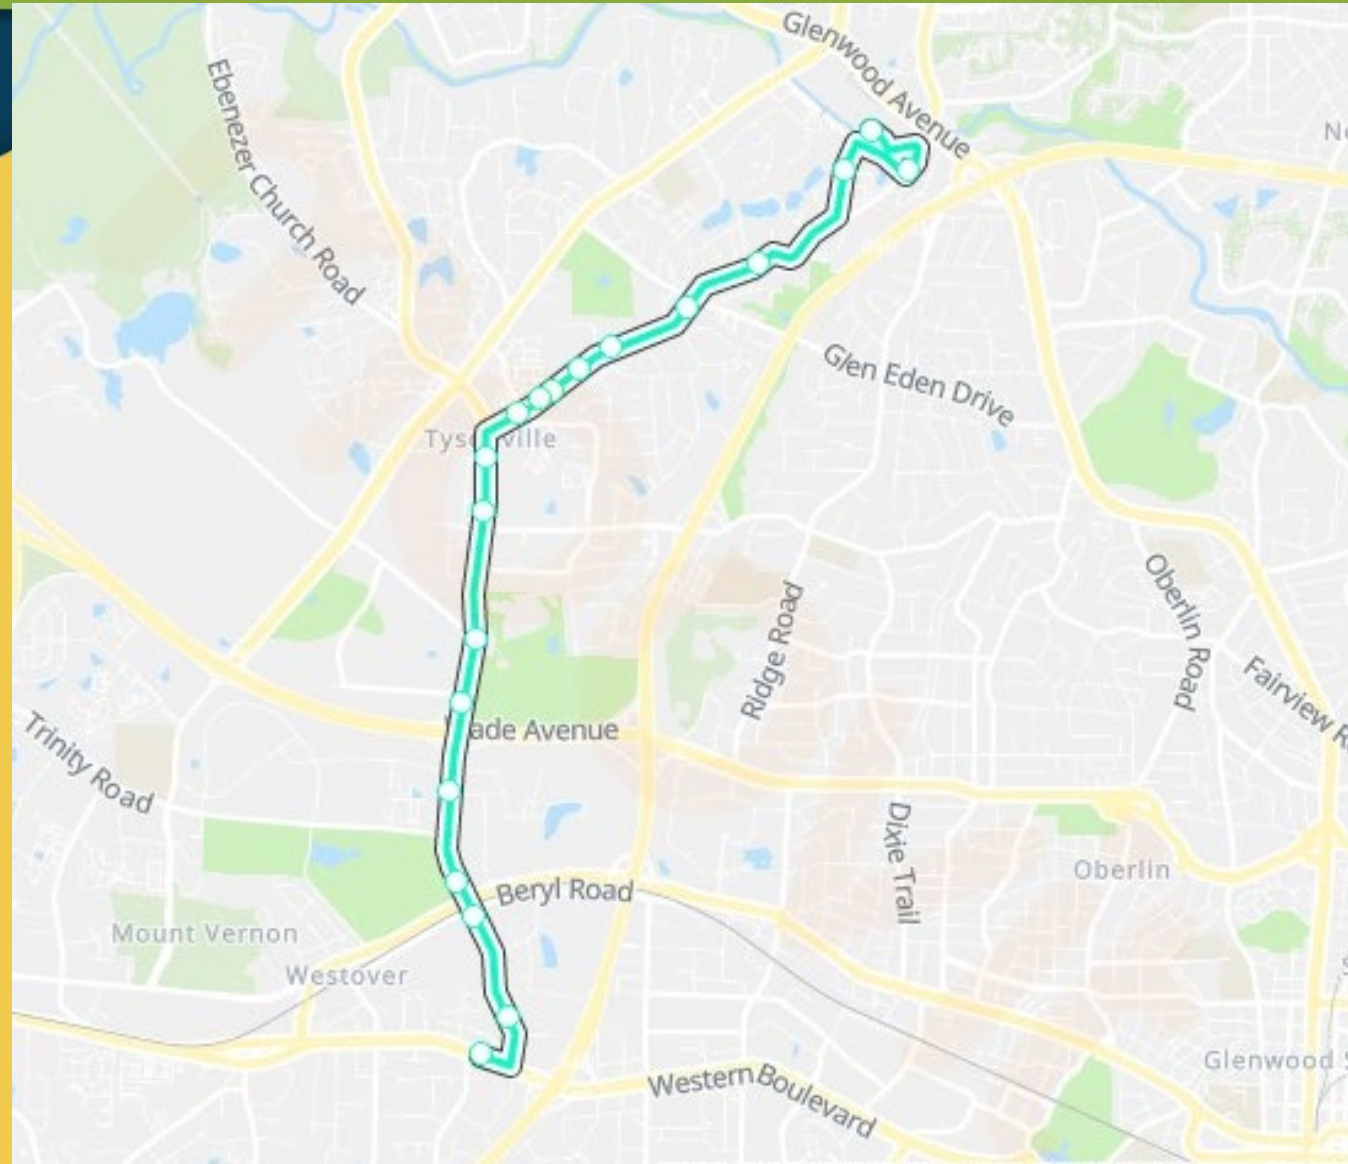 Glenwood Avenue
Ebenezer Church Road
Glen Eden Drive
Oberlin Road
Ridge Road
Fairview
ade Avenue
Trinity Road
Dixie Trail
Oberlin
Beryl Road
Mount Vernon
Westover
Glenwood
Western Boulevard